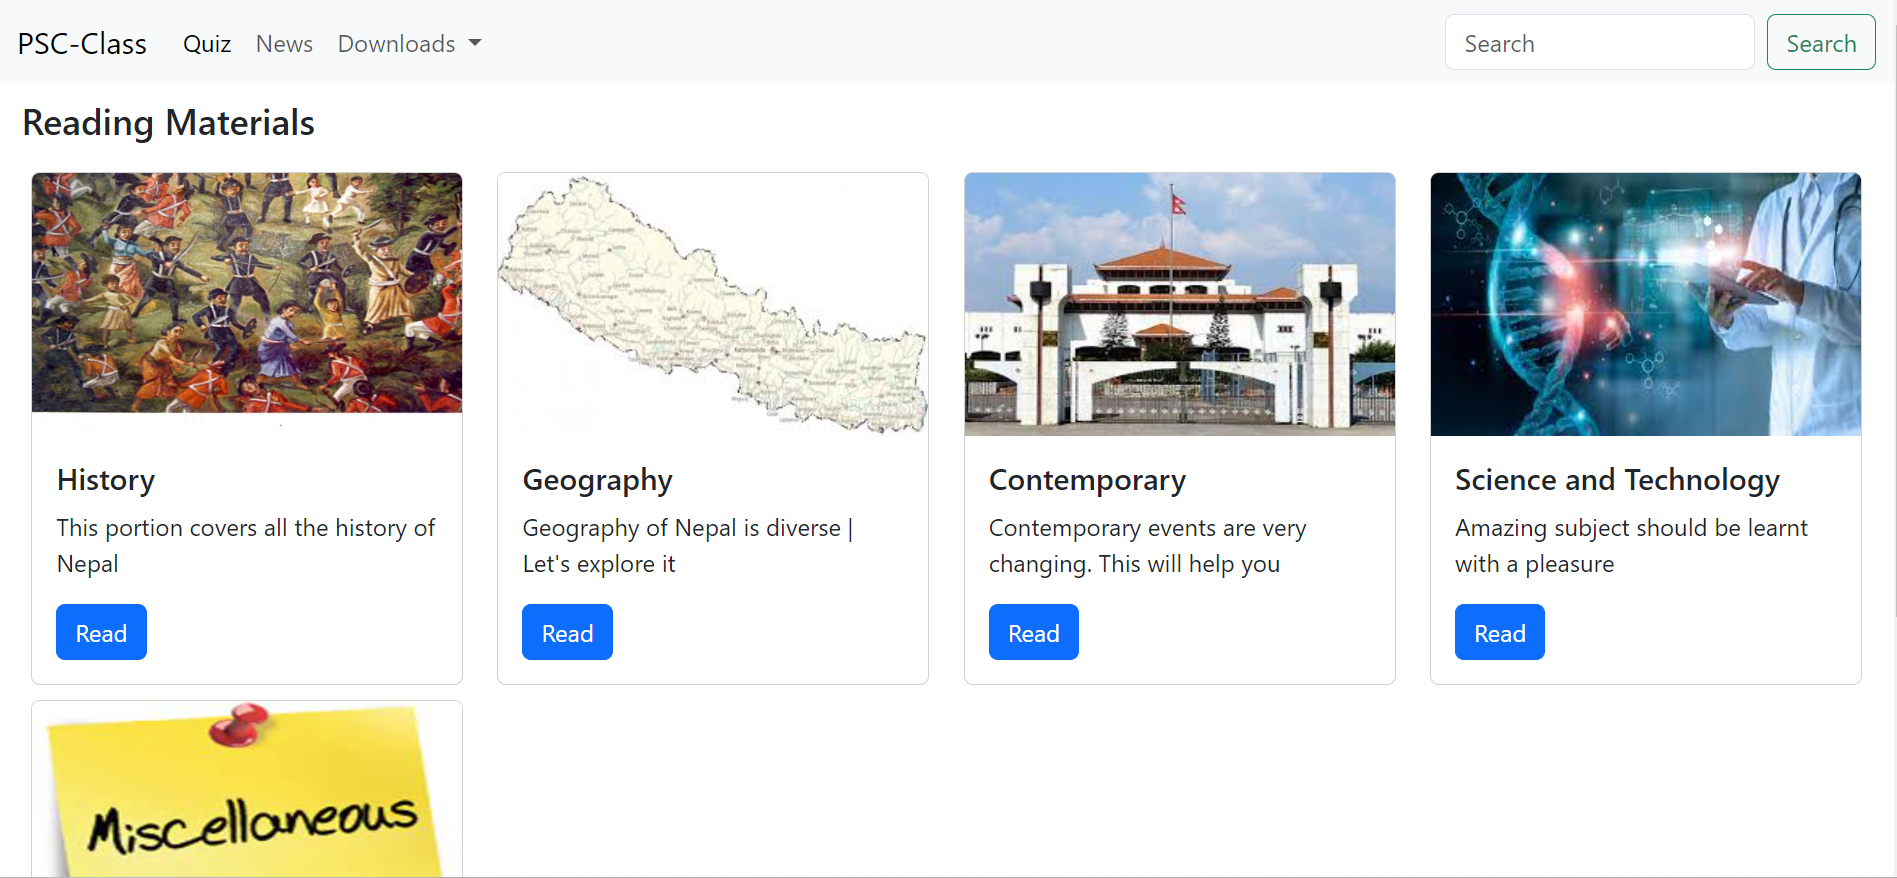 PSC-Class Quiz News Downloads Search Search
Reading Materials
History
This portion covers all the history of
Nepal
Read
Geography
Geography of Nepal is diverse |
Let's explore it
Read
Contemporary
Contemporary events are very
changing. This will help you
Read
Science and Technology
Amazing subject should be learnt
with a pleasure
Read
Miscellaneous